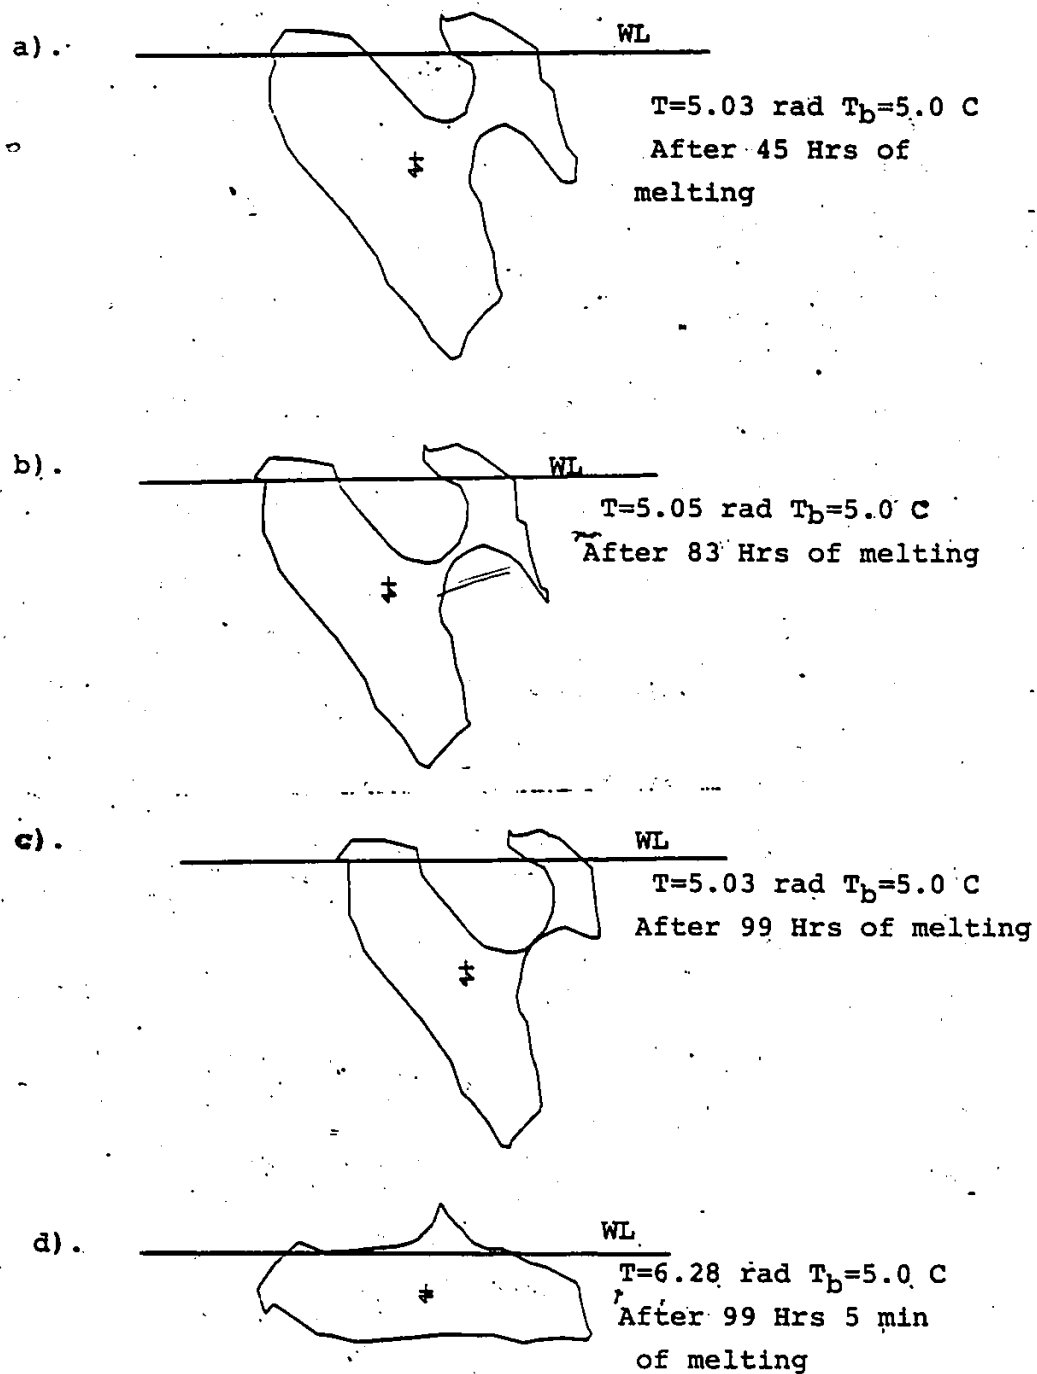 a).
WL
T=5.03 rad Tb=5.0 C
After 45 Hrs of
melting
b).
WL
T=5.05 rad Tb=5.0 C
After 83 Hrs of melting
c).
WL
T=5.03 rad Tb=5.0 C
After 99 Hrs of melting
d).
WL
T=6.28 rad Tb=5.0 C
After 99 Hrs 5 min
of melting